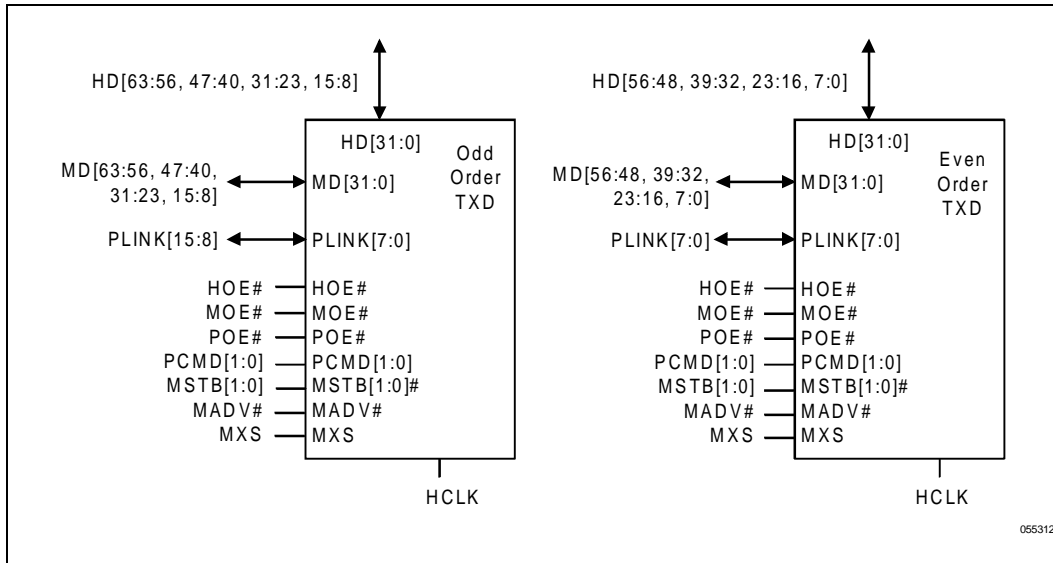 HD[63:56, 47:40, 31:23, 15:8]
HD[31:0]
Odd
Order
TXD
MD[63:56, 47:40,
31:23, 15:8]
MD[31:0]
PLINK[15:8]
PLINK[7:0]
HOE#
HOE#
MOE#
MOE#
POE#
POE#
PCMD[1:0]
PCMD[1:0]
MSTB[1:0]
MSTB[1:0]#
MADV#
MADV#
MXS
MXS
HCLK
HD[56:48, 39:32, 23:16, 7:0]
HD[31:0]
Even
Order
TXD
MD[56:48, 39:32,
23:16, 7:0]
MD[31:0]
PLINK[7:0]
PLINK[7:0]
HOE#
HOE#
MOE#
MOE#
POE#
POE#
PCMD[1:0]
PCMD[1:0]
MSTB[1:0]
MSTB[1:0]#
MADV#
MADV#
MXS
MXS
HCLK
055312